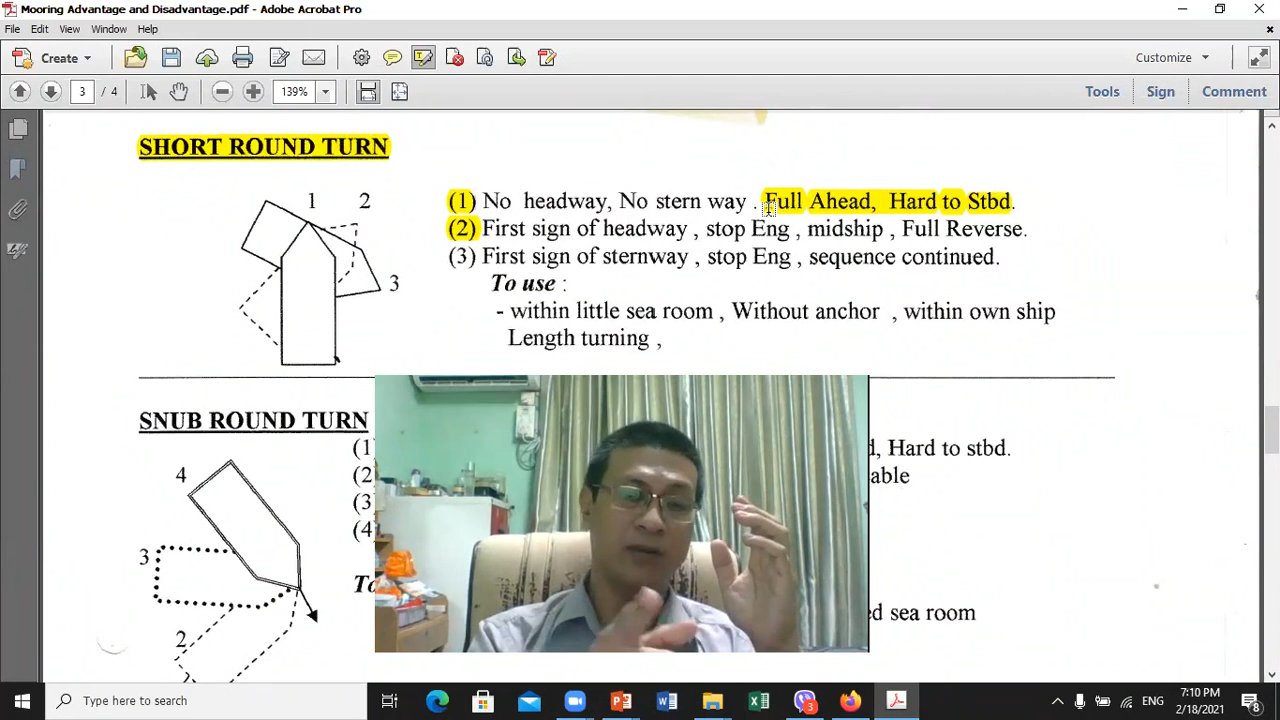 Mooring Advantage and Disadvantage.pdf - Adobe Acrobat Pro
File Edit View Window Help
Create
Customize
3 / 4
139%
Tools Sign Comment
SHORT ROUND TURN
1 2
3
(1) No headway, No stern way . Full Ahead, Hard to Stbd.
(2) First sign of headway , stop Eng , midship , Full Reverse.
(3) First sign of sternway , stop Eng , sequence continued.
To use :
- within little sea room , Without anchor , within own ship
Length turning ,
SNUB ROUND TURN
4
3
2
(1)
Hard to stbd.
(2
able
(3
(4
sea room
Type here to search
ENG
7:10 PM
2/18/2021
3
8